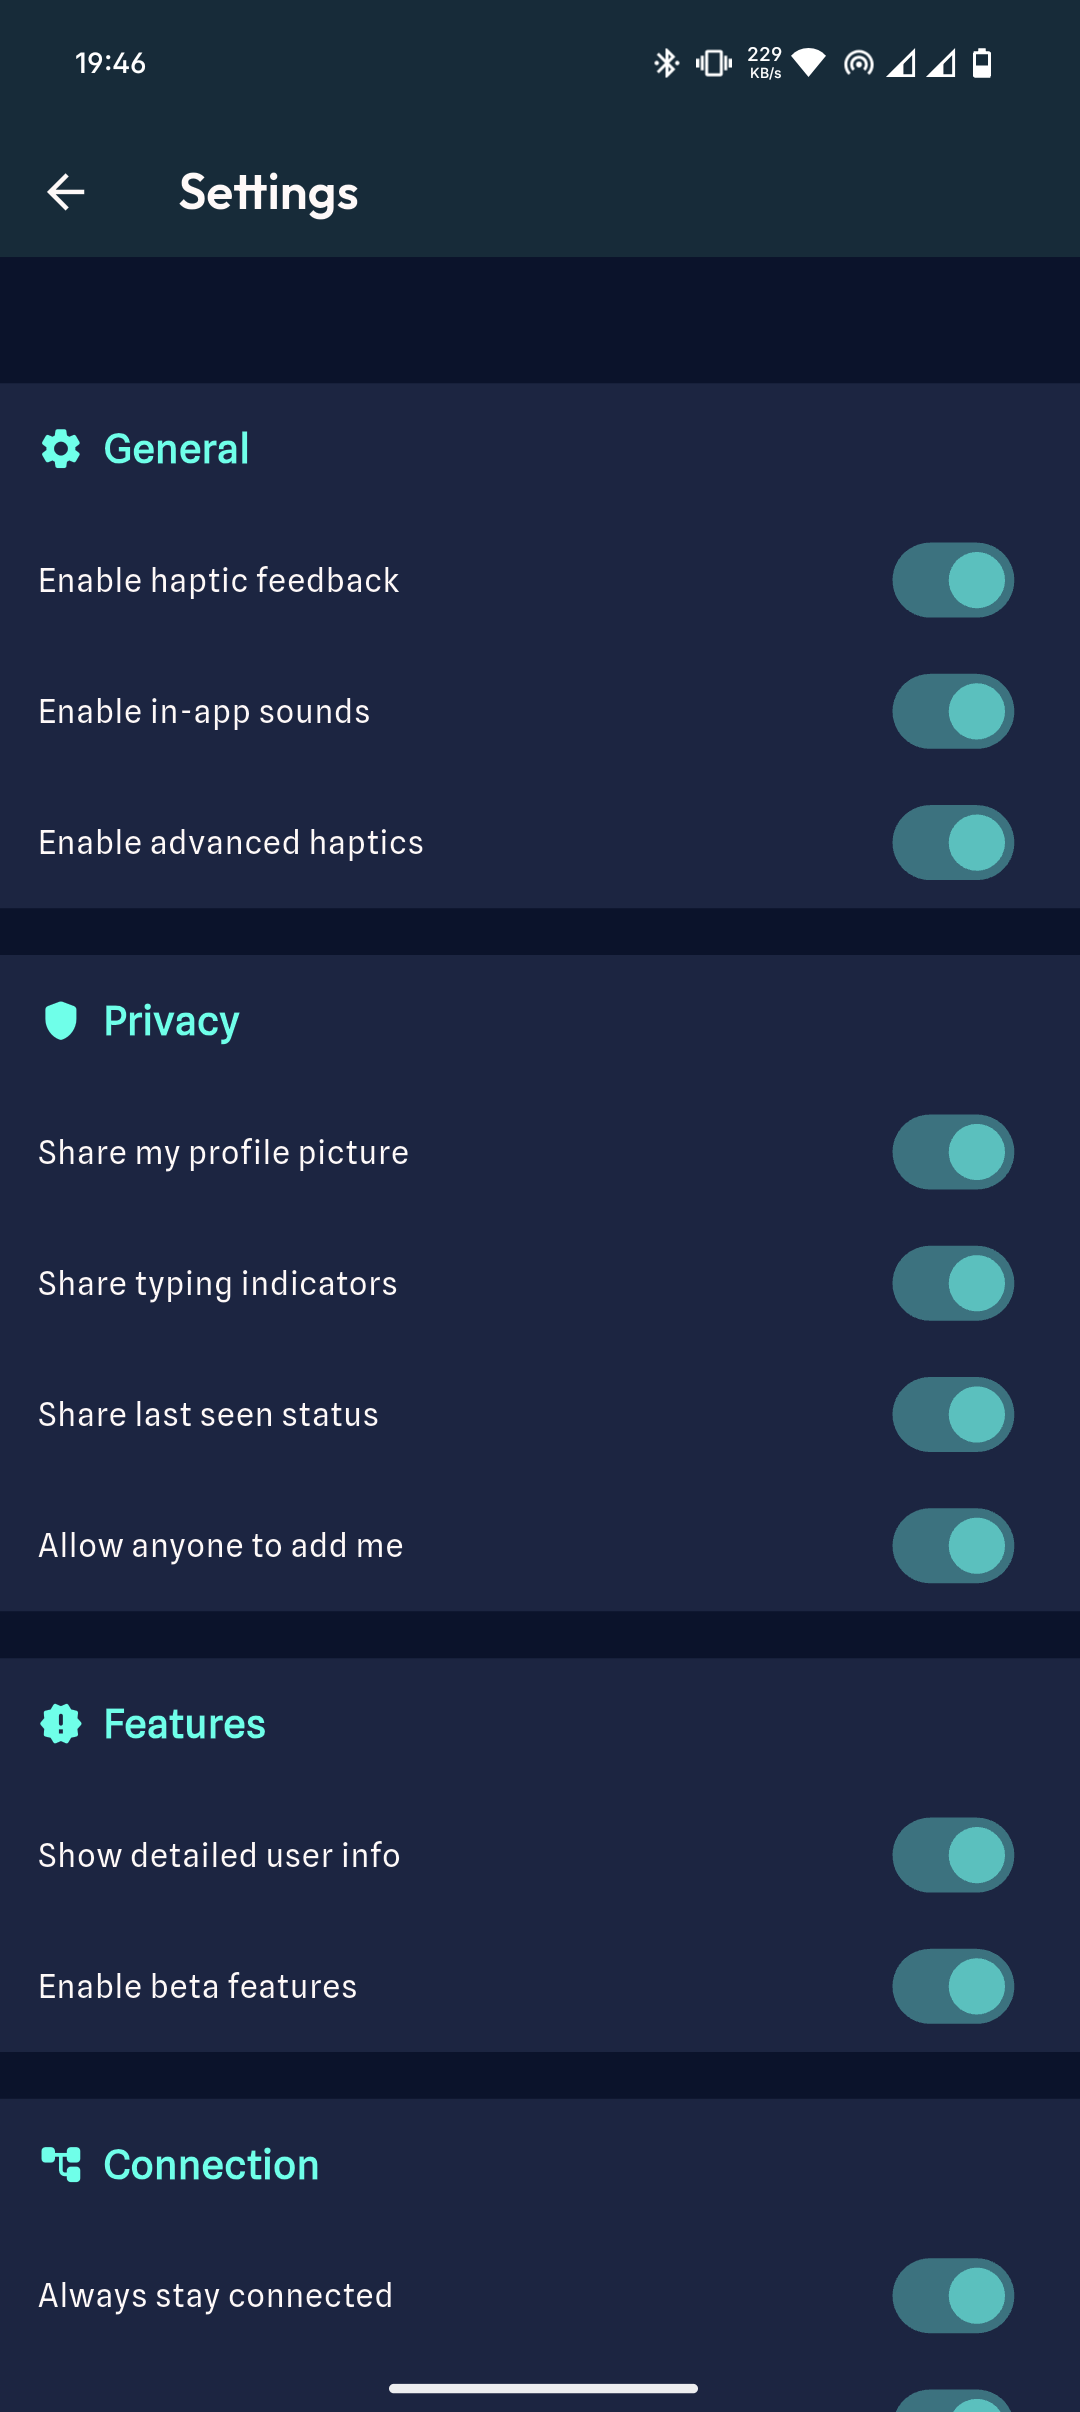 19:46
229
KB/s
Settings
General
Enable haptic feedback
Enable in-app sounds
Enable advanced haptics
Privacy
Share my profile picture
Share typing indicators
Share last seen status
Allow anyone to add me
Features
Show detailed user info
Enable beta features
Connection
Always stay connected